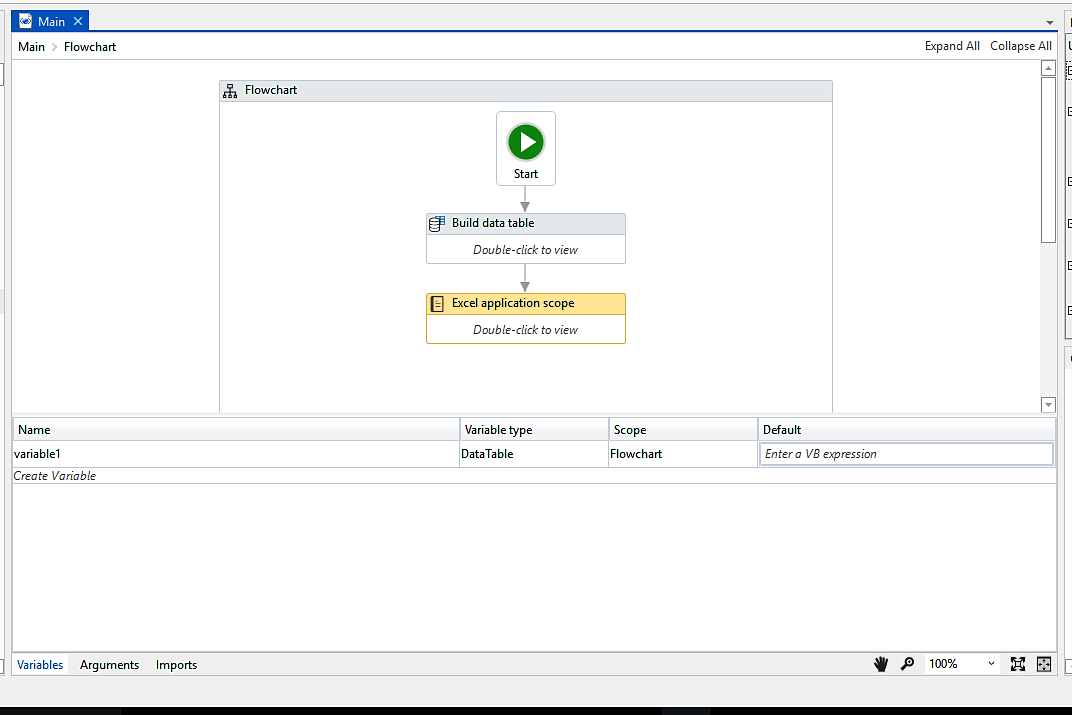 Main
Main > Flowchart
Expand All Collapse All
Flowchart
Start
Build data table
Double-click to view
Excel application scope
Double-click to view
Name Variable type Scope Default
variable1 DataTable Flowchart Enter a VB expression
Create Variable
Variables Arguments Imports 100%